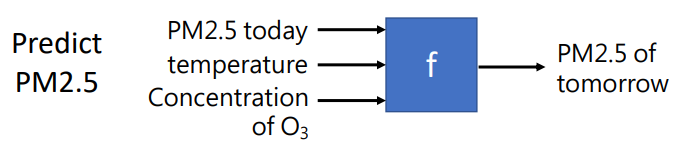 Predict
PM2.5
PM2.5 today
temperature
Concentration
of O₃
f
PM2.5 of
tomorrow